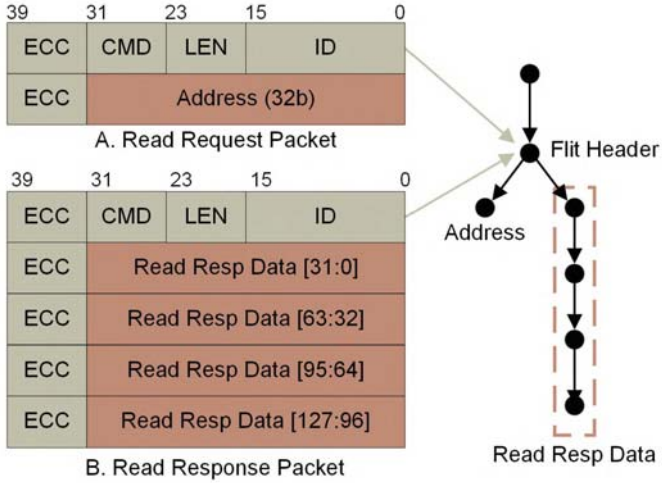 39 31 23 15 0
ECC CMD LEN ID
ECC Address (32b)
A. Read Request Packet
39 31 23 15 0
ECC CMD LEN ID
ECC Read Resp Data [31:0]
ECC Read Resp Data [63:32]
ECC Read Resp Data [95:64]
ECC Read Resp Data [127:96]
B. Read Response Packet
Flit Header
Address
Read Resp Data